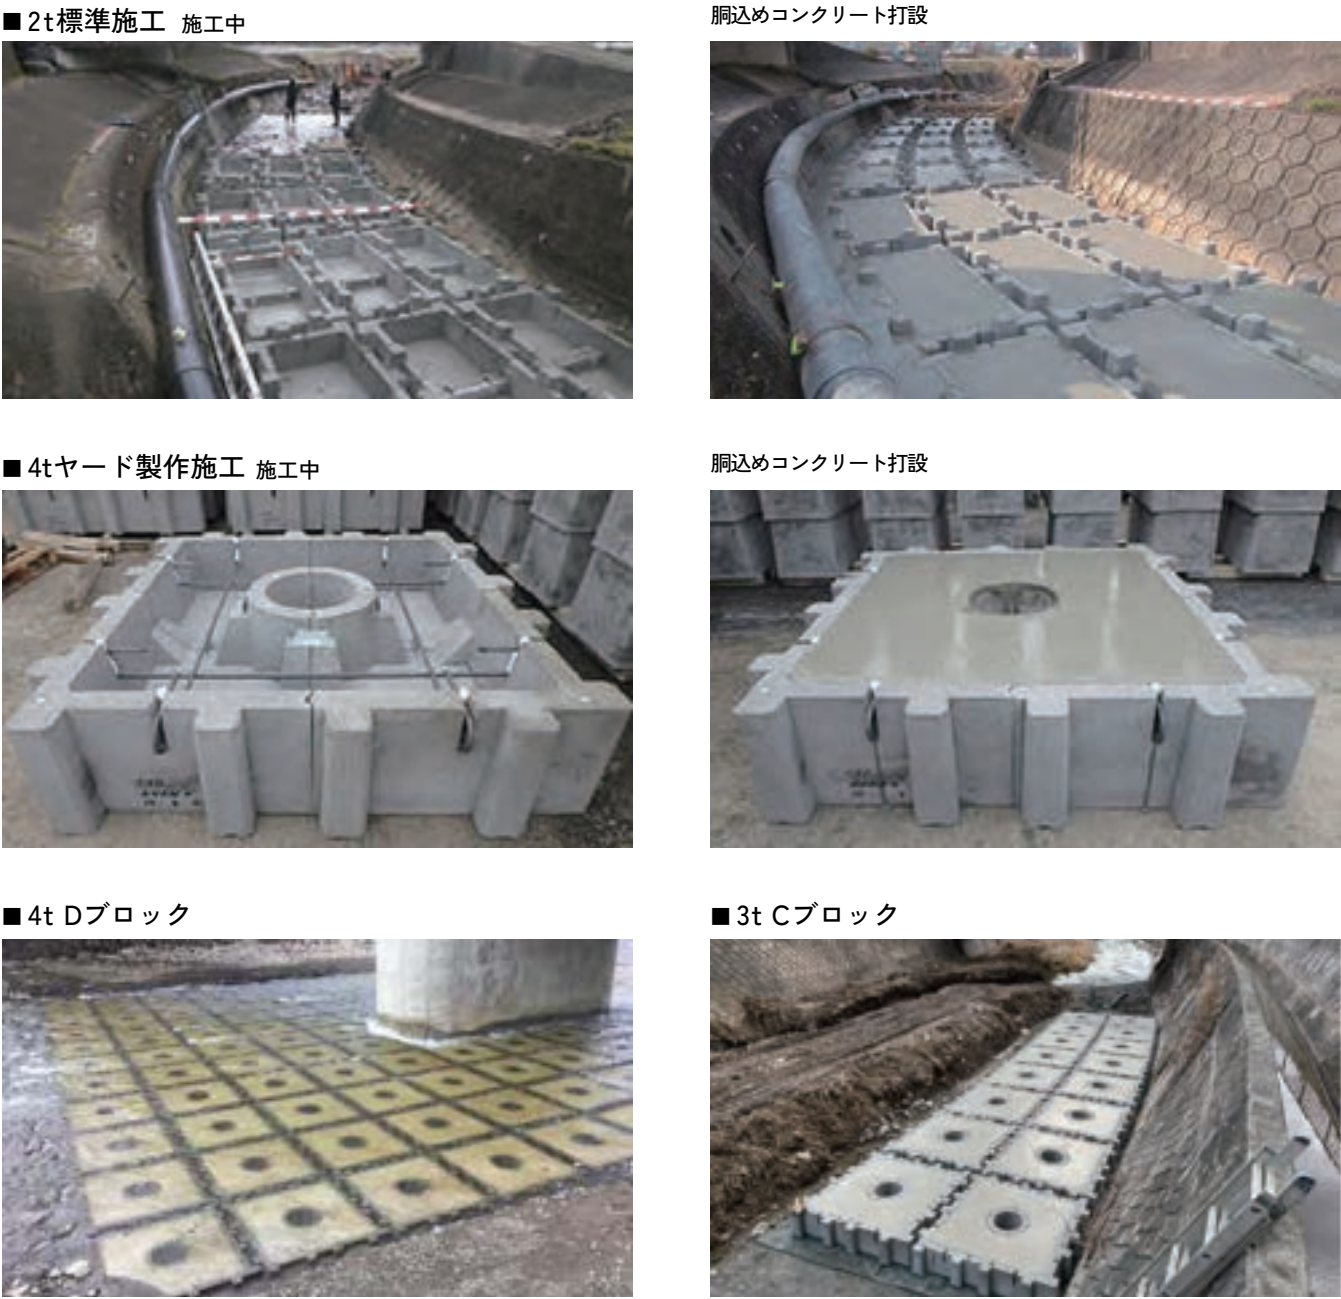 ■2t標準施工 施工中
胴込めコンクリート打設
■4tヤード製作施工 施工中
胴込めコンクリート打設
■4t Dブロック
■3t Cブロック